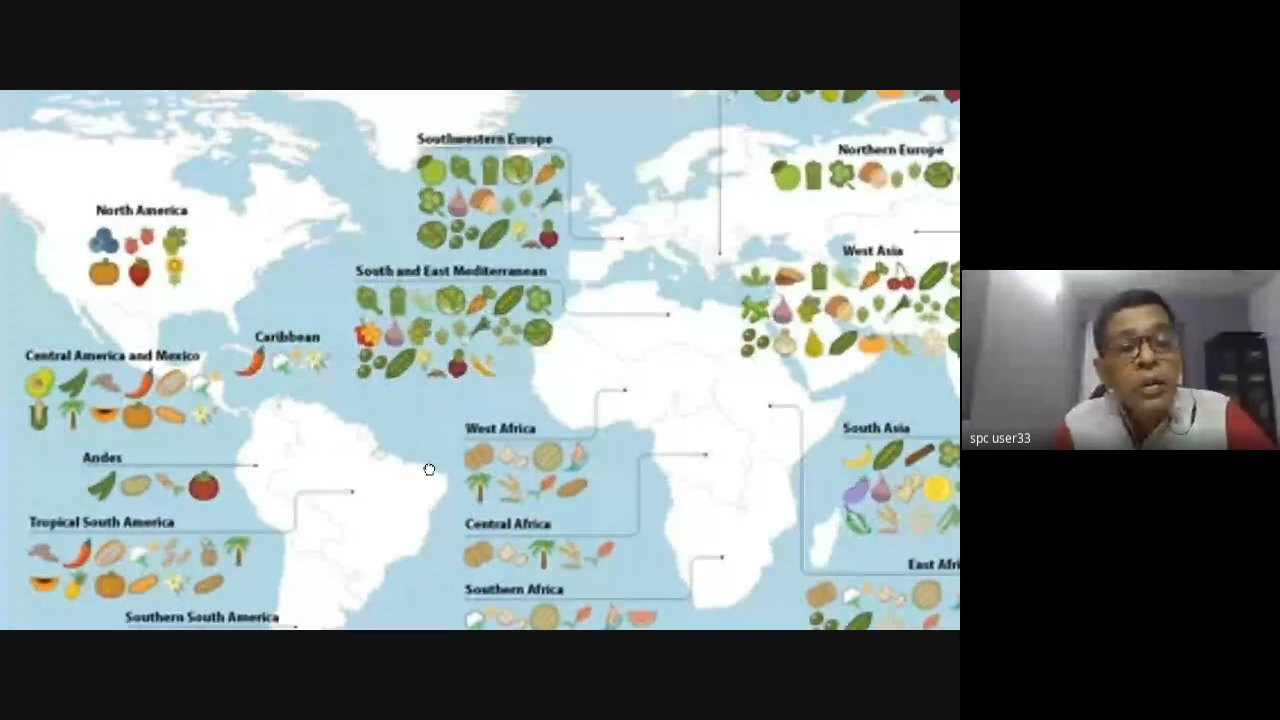 Southwestern Europe
Northern Europe
North America
West Asia
South and East Mediterranean
Caribbean
Central America and Mexico
West Africa
South Asia
Andes
Tropical South America
Central Africa
East Afri
Southern Africa
Southern South America
spc user33